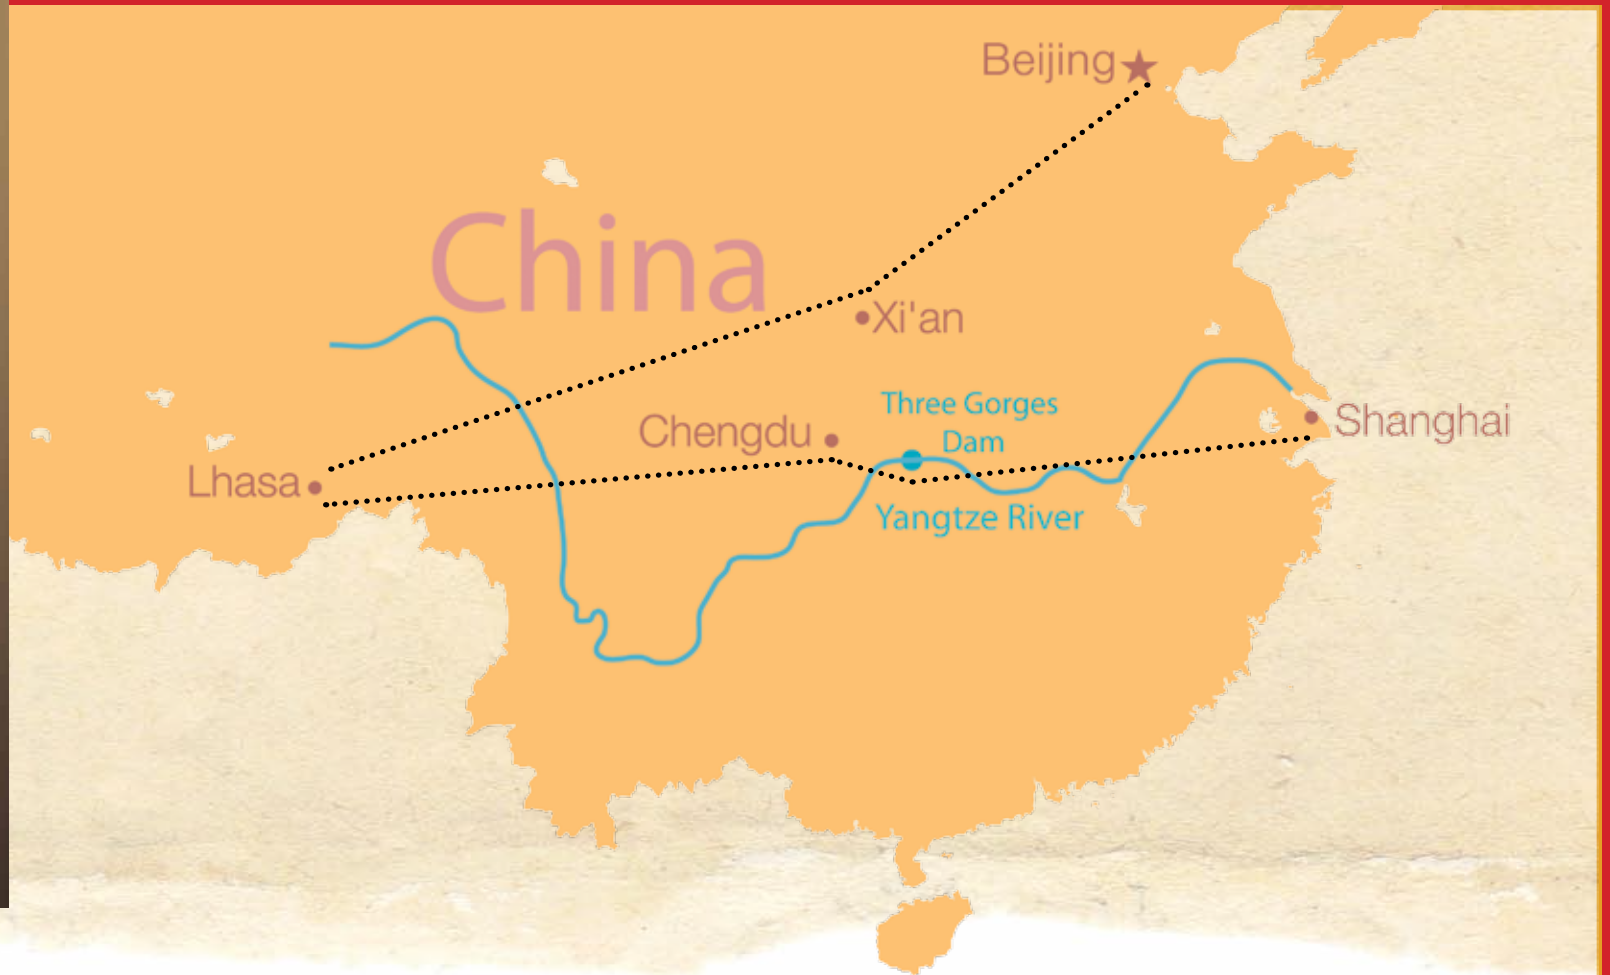 Beijing
China
Xi'an
Three Gorges
Dam
Chengdu
Shanghai
Lhasa
Yangtze River